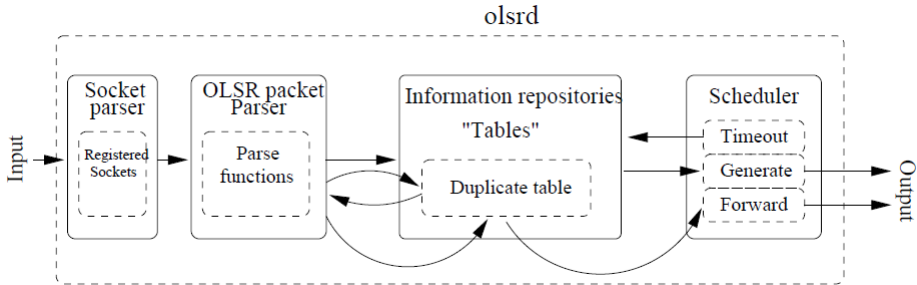 olsrd
Input
Socket
parser
Registered
Sockets
OLSR packet
Parser
Parse
functions
Information repositories
"Tables"
Duplicate table
Scheduler
Timeout
Generate
Forward
Output